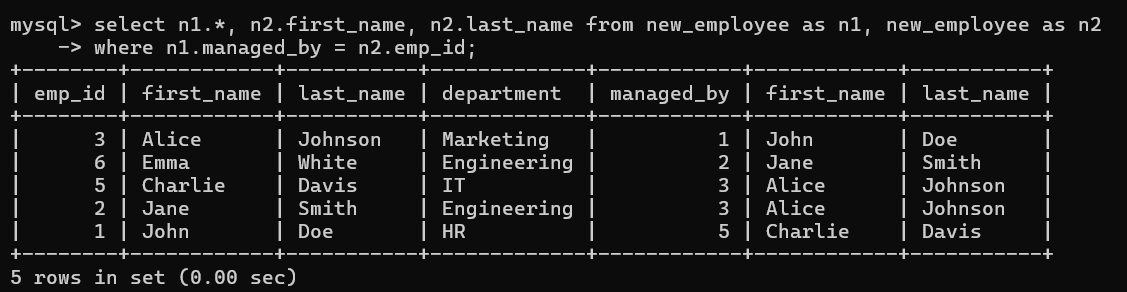 mysql> select n1.*, n2.first_name, n2.last_name from new_employee as n1, new_employee as n2
    -> where n1.managed_by = n2.emp_id;
+--------+------------+-----------+-------------+------------+------------+-----------+
| emp_id | first_name | last_name | department  | managed_by | first_name | last_name |
+--------+------------+-----------+-------------+------------+------------+-----------+
|      3 | Alice      | Johnson   | Marketing   |          1 | John       | Doe       |
|      6 | Emma       | White     | Engineering |          2 | Jane       | Smith     |
|      5 | Charlie    | Davis     | IT          |          3 | Alice      | Johnson   |
|      2 | Jane       | Smith     | Engineering |          3 | Alice      | Johnson   |
|      1 | John       | Doe       | HR          |          5 | Charlie    | Davis     |
+--------+------------+-----------+-------------+------------+------------+-----------+
5 rows in set (0.00 sec)